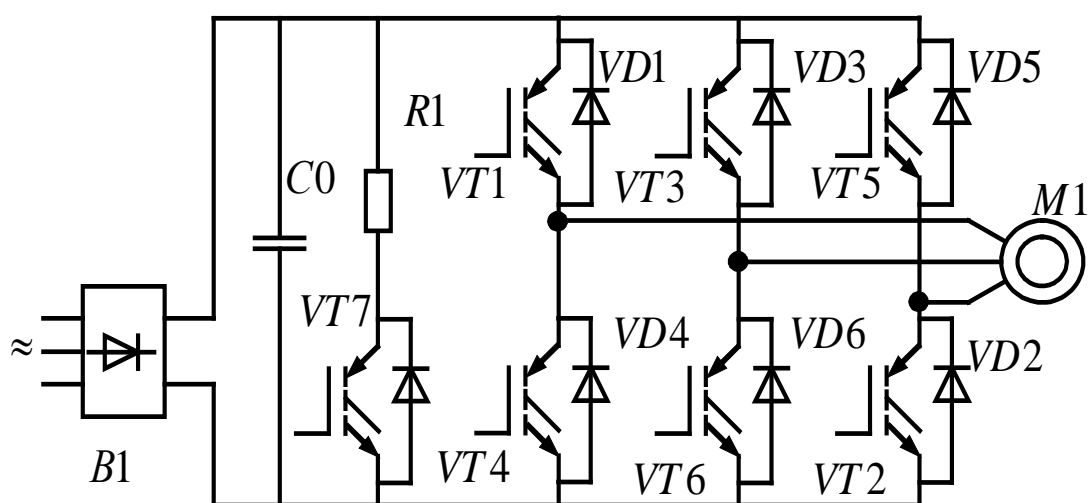 VD1
VD3
VD5
R1
C0
VT1
VT3
VT5
M1
VT7
VD4
VD6
VD2
≈
B1
VT4
VT6
VT2